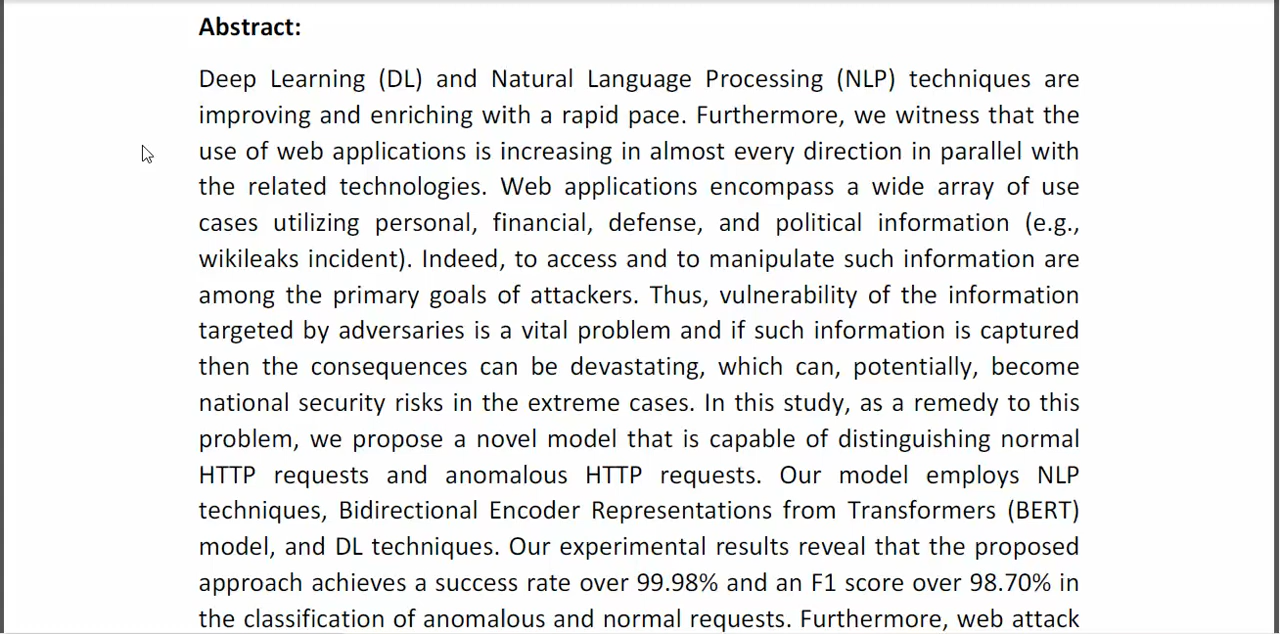 Abstract:
Deep Learning (DL) and Natural Language Processing (NLP) techniques are
improving and enriching with a rapid pace. Furthermore, we witness that the
use of web applications is increasing in almost every direction in parallel with
the related technologies. Web applications encompass a wide array of use
cases utilizing personal, financial, defense, and political information (e.g.,
wikileaks incident). Indeed, to access and to manipulate such information are
among the primary goals of attackers. Thus, vulnerability of the information
targeted by adversaries is a vital problem and if such information is captured
then the consequences can be devastating, which can, potentially, become
national security risks in the extreme cases. In this study, as a remedy to this
problem, we propose a novel model that is capable of distinguishing normal
HTTP requests and anomalous HTTP requests. Our model employs NLP
techniques, Bidirectional Encoder Representations from Transformers (BERT)
model, and DL techniques. Our experimental results reveal that the proposed
approach achieves a success rate over 99.98% and an F1 score over 98.70% in
the classification of anomalous and normal requests. Furthermore, web attack